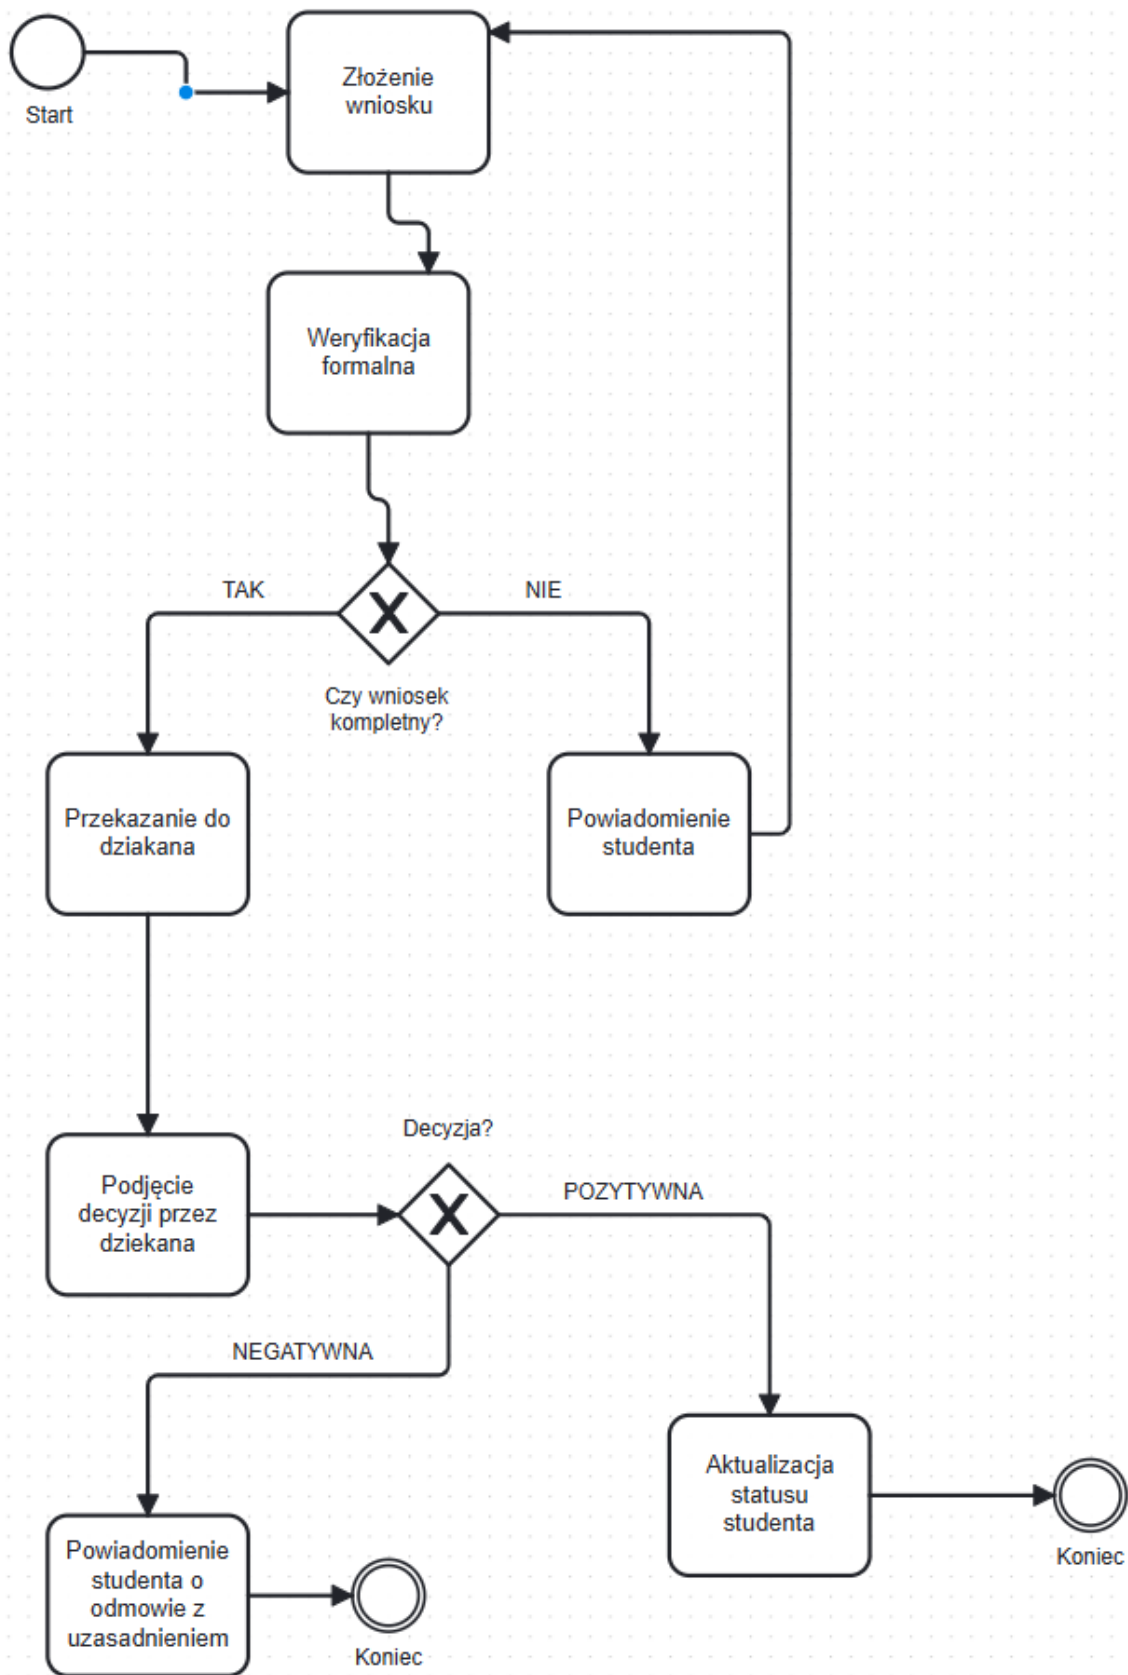 Start
Złożenie
wniosku
Weryfikacja
formalna
TAK
NIE
X
Czy wniosek
kompletny?
Przekazanie do
dziakana
Powiadomienie
studenta
Podjęcie
decyzji przez
dziekana
Decyzja?
X
POZYTYWNA
NEGATYWNA
Aktualizacja
statusu
studenta
Koniec
Powiadomienie
studenta o
odmowie z
uzasadnieniem
Koniec